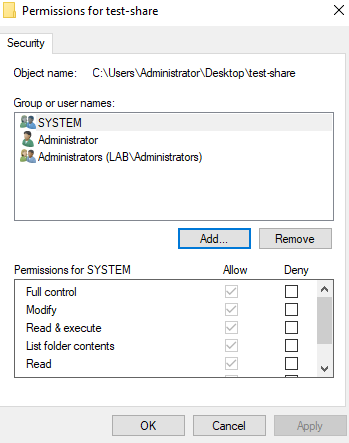 Permissions for test-share
Security
Object name: C:\Users\Administrator\Desktop\test-share
Group or user names:
SYSTEM
Administrator
Administrators (LAB\Administrators)
Add... Remove
Permissions for SYSTEM Allow Deny
Full control
Modify
Read & execute
List folder contents
Read
OK Cancel Apply